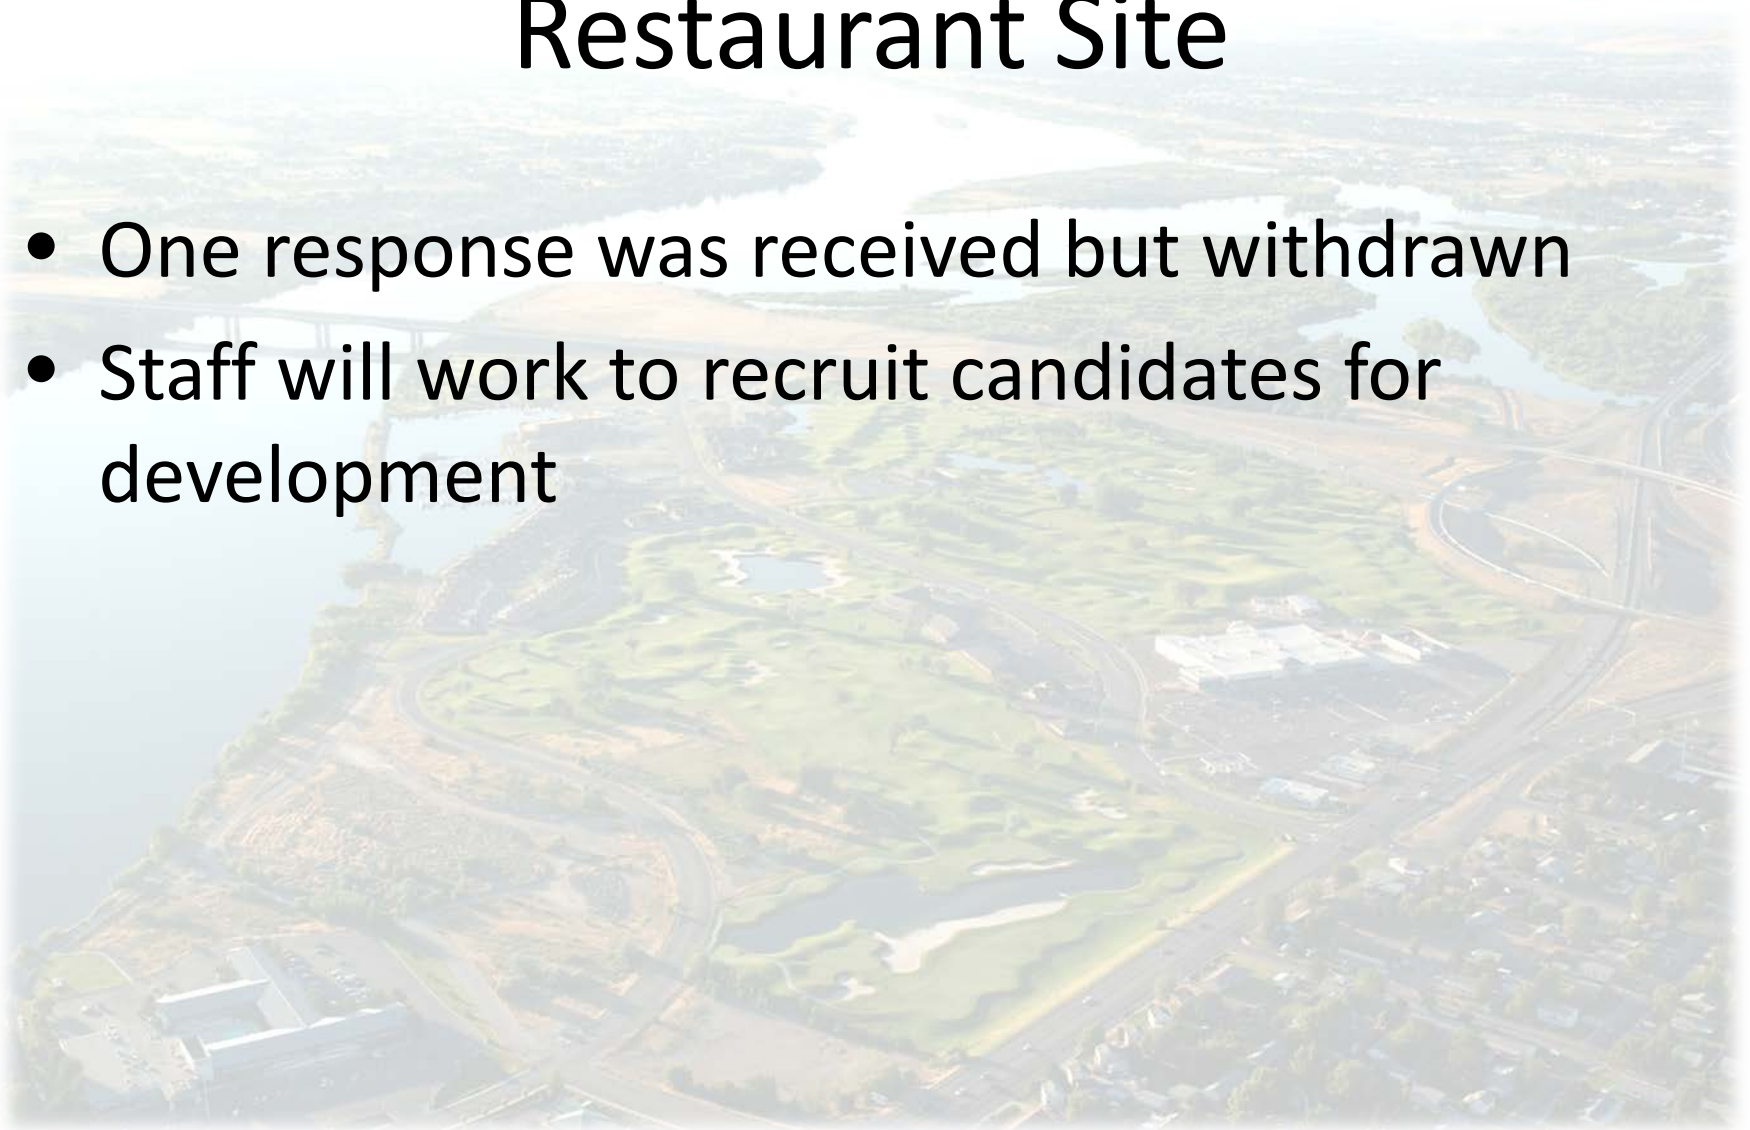 Restaurant Site
• One response was received but withdrawn
• Staff will work to recruit candidates for
development